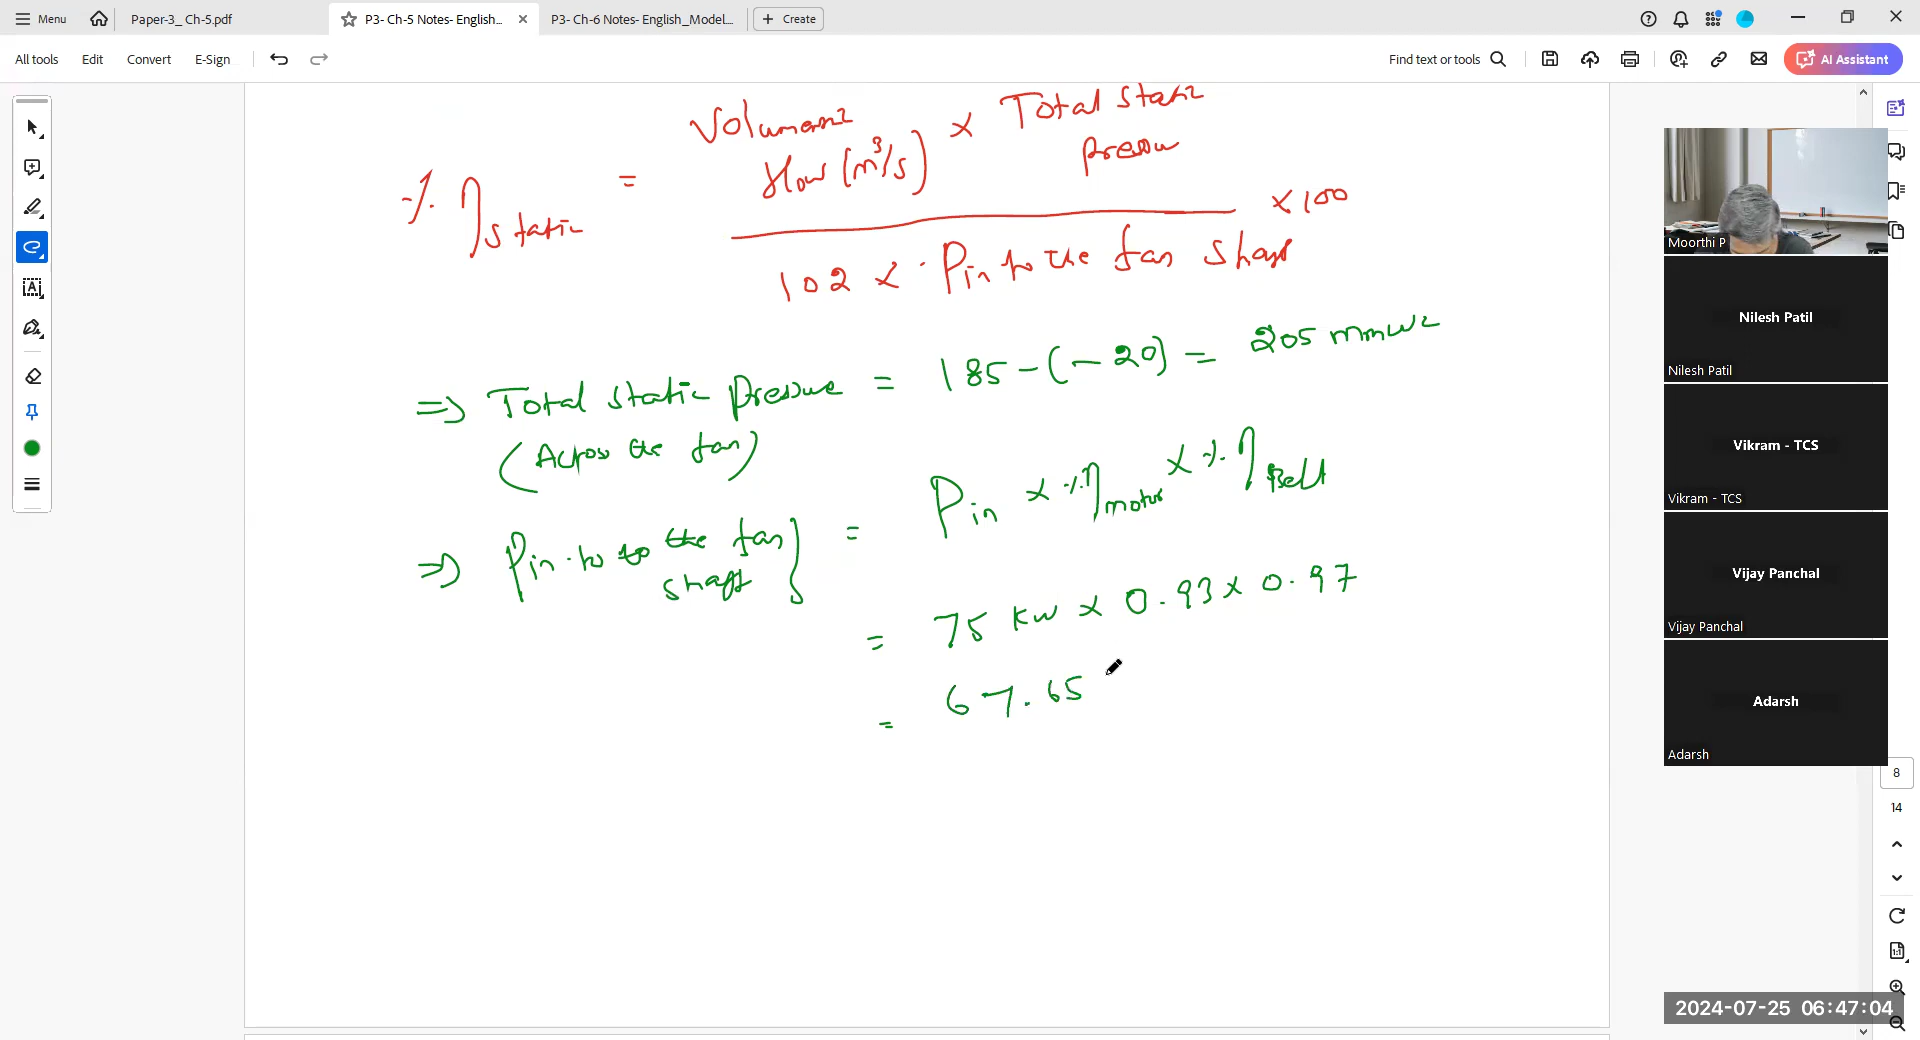 Menu Paper-3_ Ch-5.pdf P3- Ch-5 Notes- English... P3- Ch-6 Notes- English_Model... + Create
All tools Edit Convert E-Sign Find text or tools AI Assistant
Volumetric × Total Static
flow (m³/s) Pressure
% η static = × 100
102 × Pin to the fan shaft
⇒ Total static Pressure = 185 - (-20) = 205 mmwc
(Across the fan)
⇒ Pin to to the fan shaft } = Pin × % η motor × % η Belt
= 75 kw × 0.93 × 0.97
= 67.65
Moorthi P
Nilesh Patil
Nilesh Patil
Vikram - TCS
Vikram - TCS
Vijay Panchal
Vijay Panchal
Adarsh
Adarsh
8
14
2024-07-25 06:47:04